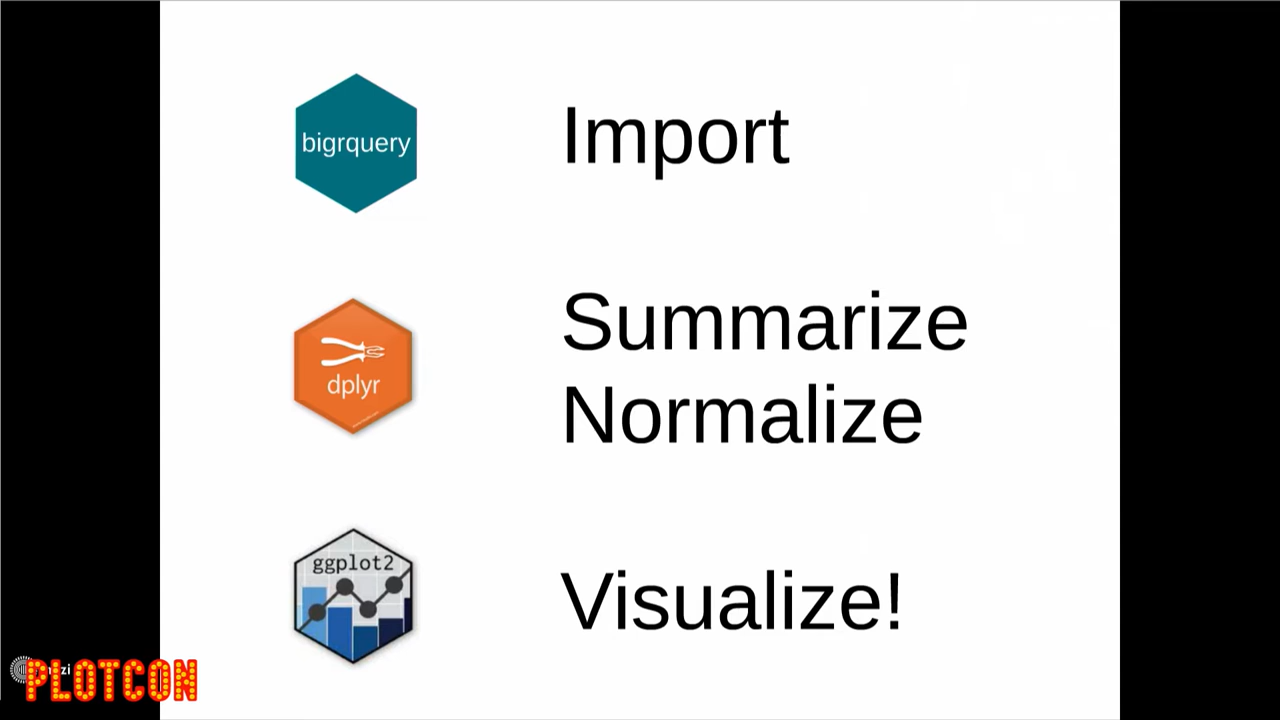 bigrquery
Import
dplyr
Summarize
Normalize
ggplot2
Visualize!
PLOTCON